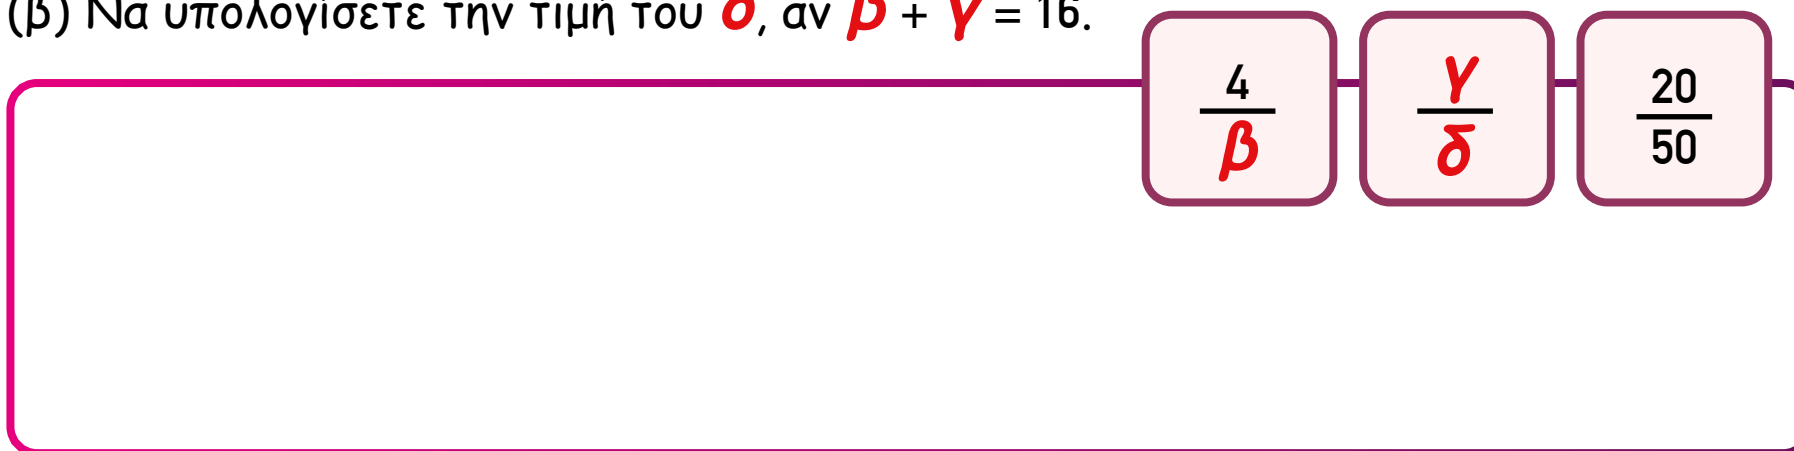 (β) Να υπολογίσετε την τιμή του δ, αν β + γ = 16.
4 γ 20
β δ 50